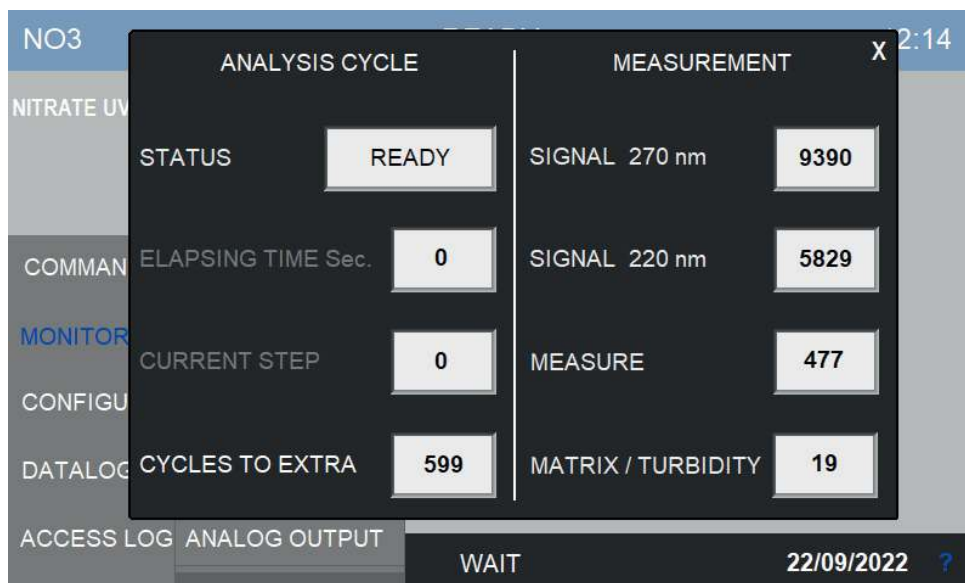 NO3
2:14
NITRATE UV
COMMAN
MONITOR
CONFIGU
DATALOG
ACCESS LOG
ANALOG OUTPUT
ANALYSIS CYCLE
STATUS READY
ELAPSING TIME Sec. 0
CURRENT STEP 0
CYCLES TO EXTRA 599
MEASUREMENT X
SIGNAL 270 nm 9390
SIGNAL 220 nm 5829
MEASURE 477
MATRIX / TURBIDITY 19
WAIT 22/09/2022 ?